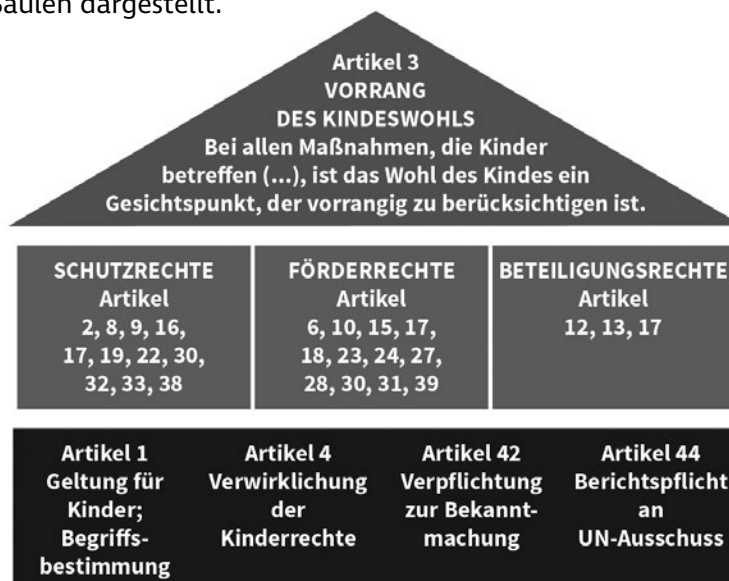 Säulen dargestellt.
Artikel 3
VORRANG
DES KINDESWOHLS
Bei allen Maßnahmen, die Kinder
betreffen (...), ist das Wohl des Kindes ein
Gesichtspunkt, der vorrangig zu berücksichtigen ist.
SCHUTZRECHTE
Artikel
2, 8, 9, 16,
17, 19, 22, 30,
32, 33, 38
FÖRDERRECHTE
Artikel
6, 10, 15, 17,
18, 23, 24, 27,
28, 30, 31, 39
BETEILIGUNGSRECHTE
Artikel
12, 13, 17
Artikel 1
Geltung für
Kinder;
Begriffs-
bestimmung
Artikel 4
Verwirklichung
der
Kinderrechte
Artikel 42
Verpflichtung
zur Bekannt-
machung
Artikel 44
Berichtspflicht
an
UN-Ausschuss